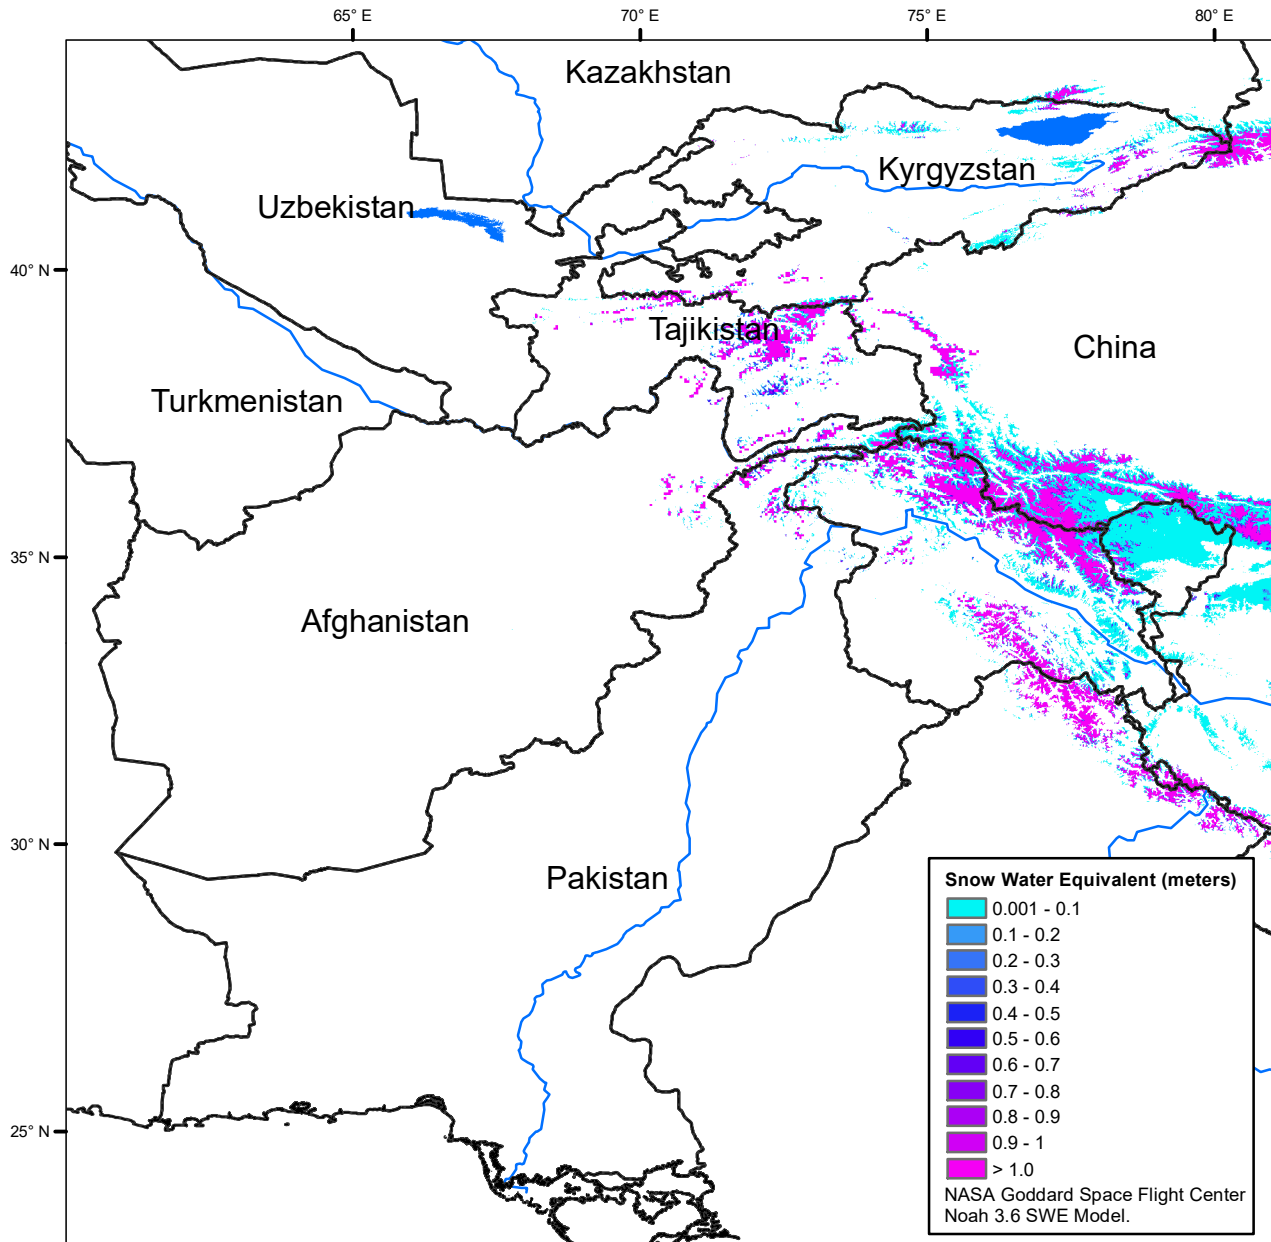 65° E
70° E
75° E
80° E
Kazakhstan
Kyrgyzstan
Uzbekistan
40° N
Tajikistan
China
Turkmenistan
35° N
Afghanistan
30° N
Pakistan
25° N
Snow Water Equivalent (meters)
0.001 - 0.1
0.1 - 0.2
0.2 - 0.3
0.3 - 0.4
0.4 - 0.5
0.5 - 0.6
0.6 - 0.7
0.7 - 0.8
0.8 - 0.9
0.9 - 1
> 1.0
NASA Goddard Space Flight Center
Noah 3.6 SWE Model.